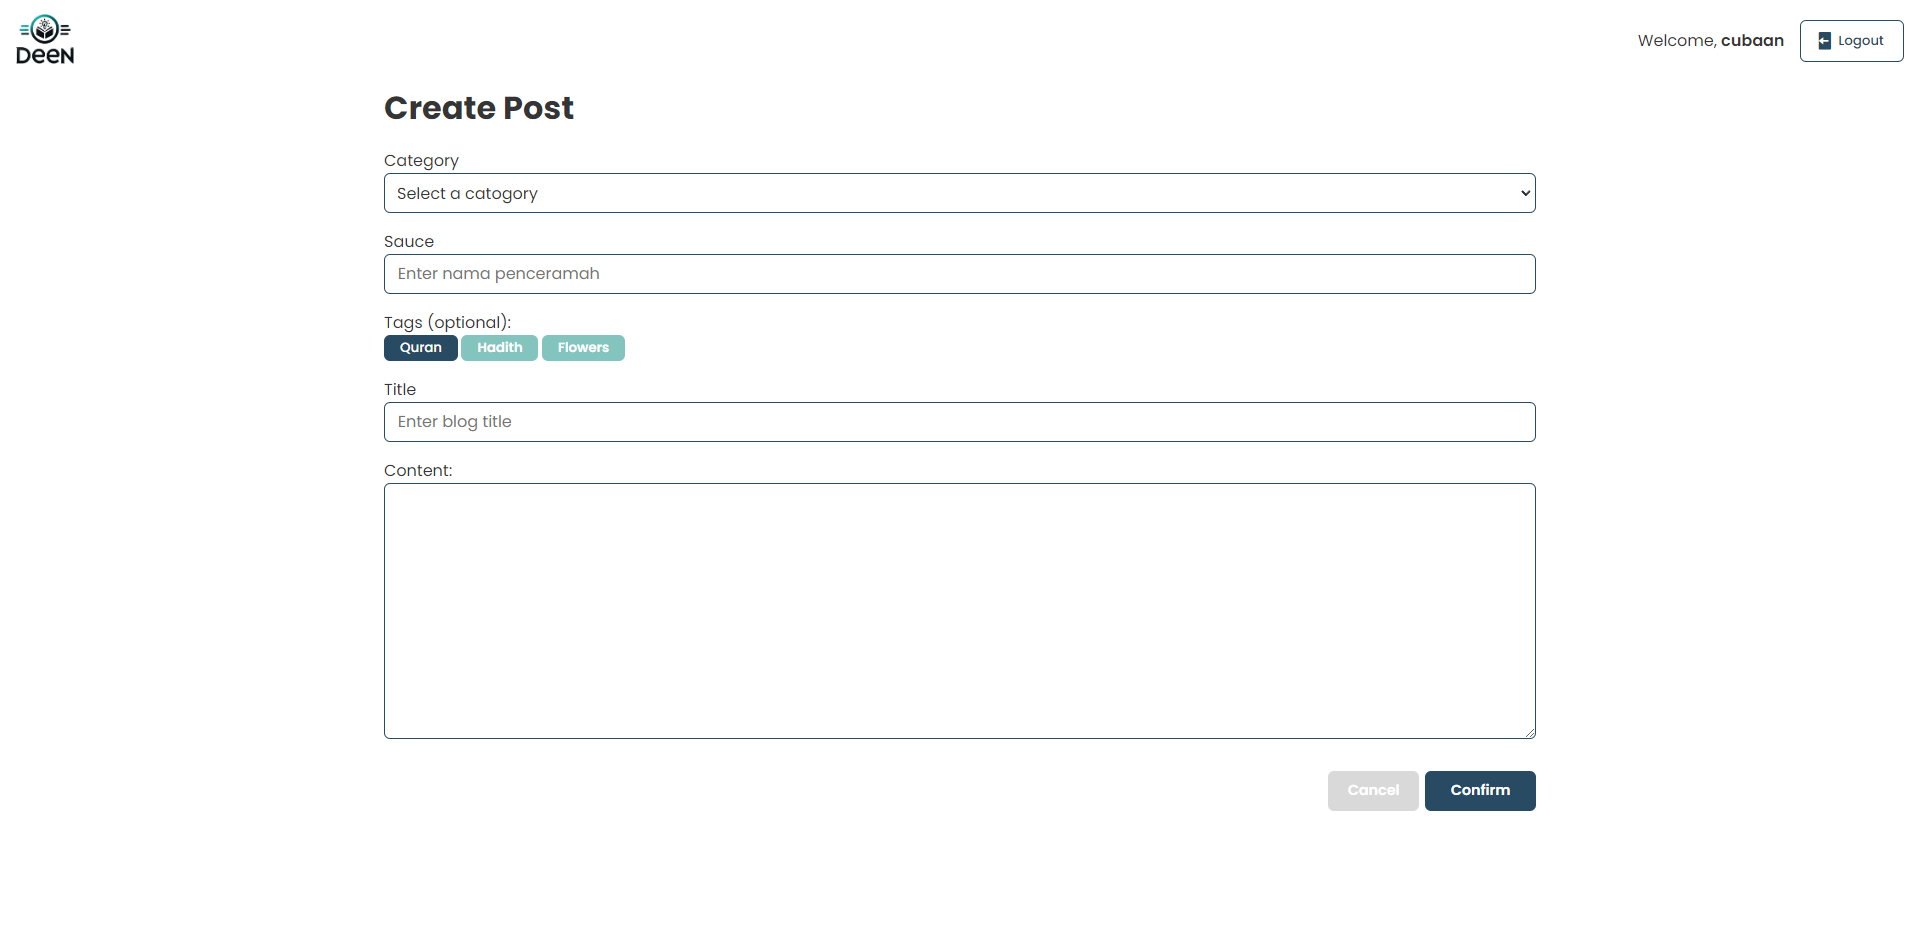 DeeN
Welcome, cubaan
Logout
Create Post
Category
Select a catogory
Sauce
Enter nama penceramah
Tags (optional):
Quran Hadith Flowers
Title
Enter blog title
Content:
Cancel Confirm